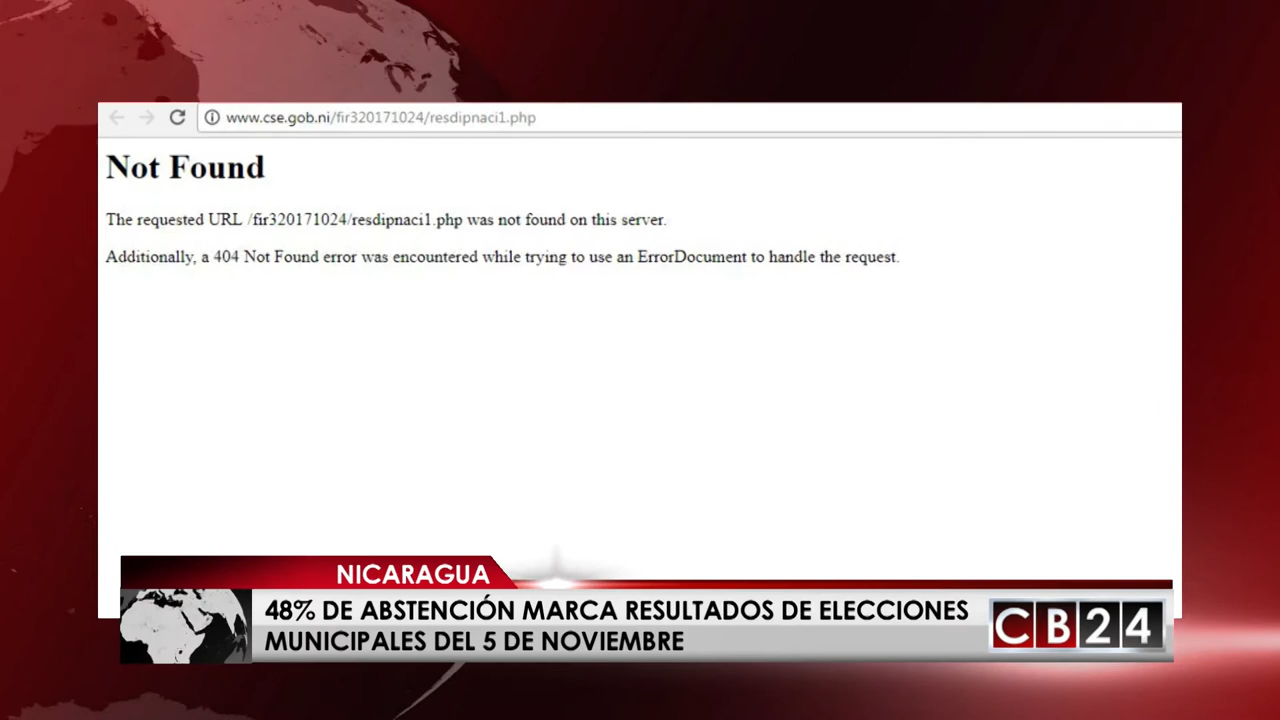 www.cse.gob.ni/fir320171024/resdipnaci1.php
Not Found
The requested URL /fir320171024/resdipnaci1.php was not found on this server.
Additionally, a 404 Not Found error was encountered while trying to use an ErrorDocument to handle the request.
NICARAGUA
48% DE ABSTENCIÓN MARCA RESULTADOS DE ELECCIONES
MUNICIPALES DEL 5 DE NOVIEMBRE
CB24